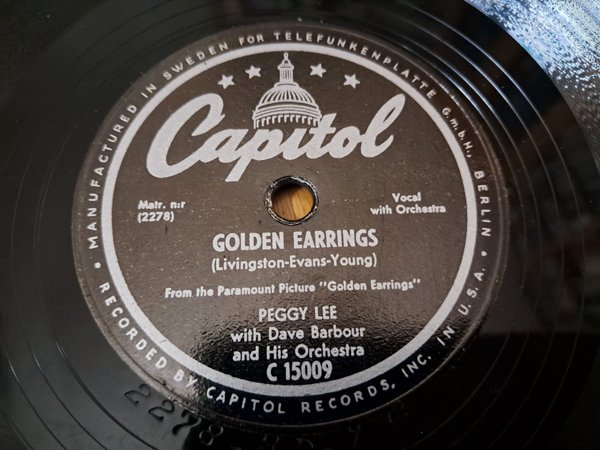 MANUFACTURED IN SWEDEN FOR TELEFUNKENPLATTE G.m.b.H., BERLIN
Capitol
Matr. n:r
(2278)
Vocal
with Orchestra
GOLDEN EARRINGS
(Livingston-Evans-Young)
From the Paramount Picture "Golden Earrings"
PEGGY LEE
with Dave Barbour
and His Orchestra
C 15009
RECORDED BY CAPITOL RECORDS, INC. IN U.S.A.
2278